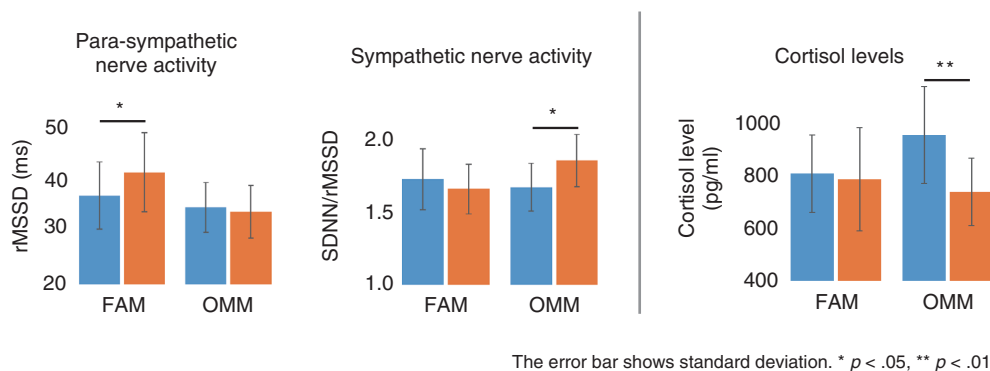 Para-sympathetic
nerve activity
*
rMSSD (ms)
50
40
30
20
FAM OMM
Sympathetic nerve activity
*
SDNN/rMSSD
2.0
1.5
1.0
FAM OMM
Cortisol levels
**
Cortisol level
(pg/ml)
1000
800
600
400
FAM OMM
The error bar shows standard deviation. * p < .05, ** p < .01